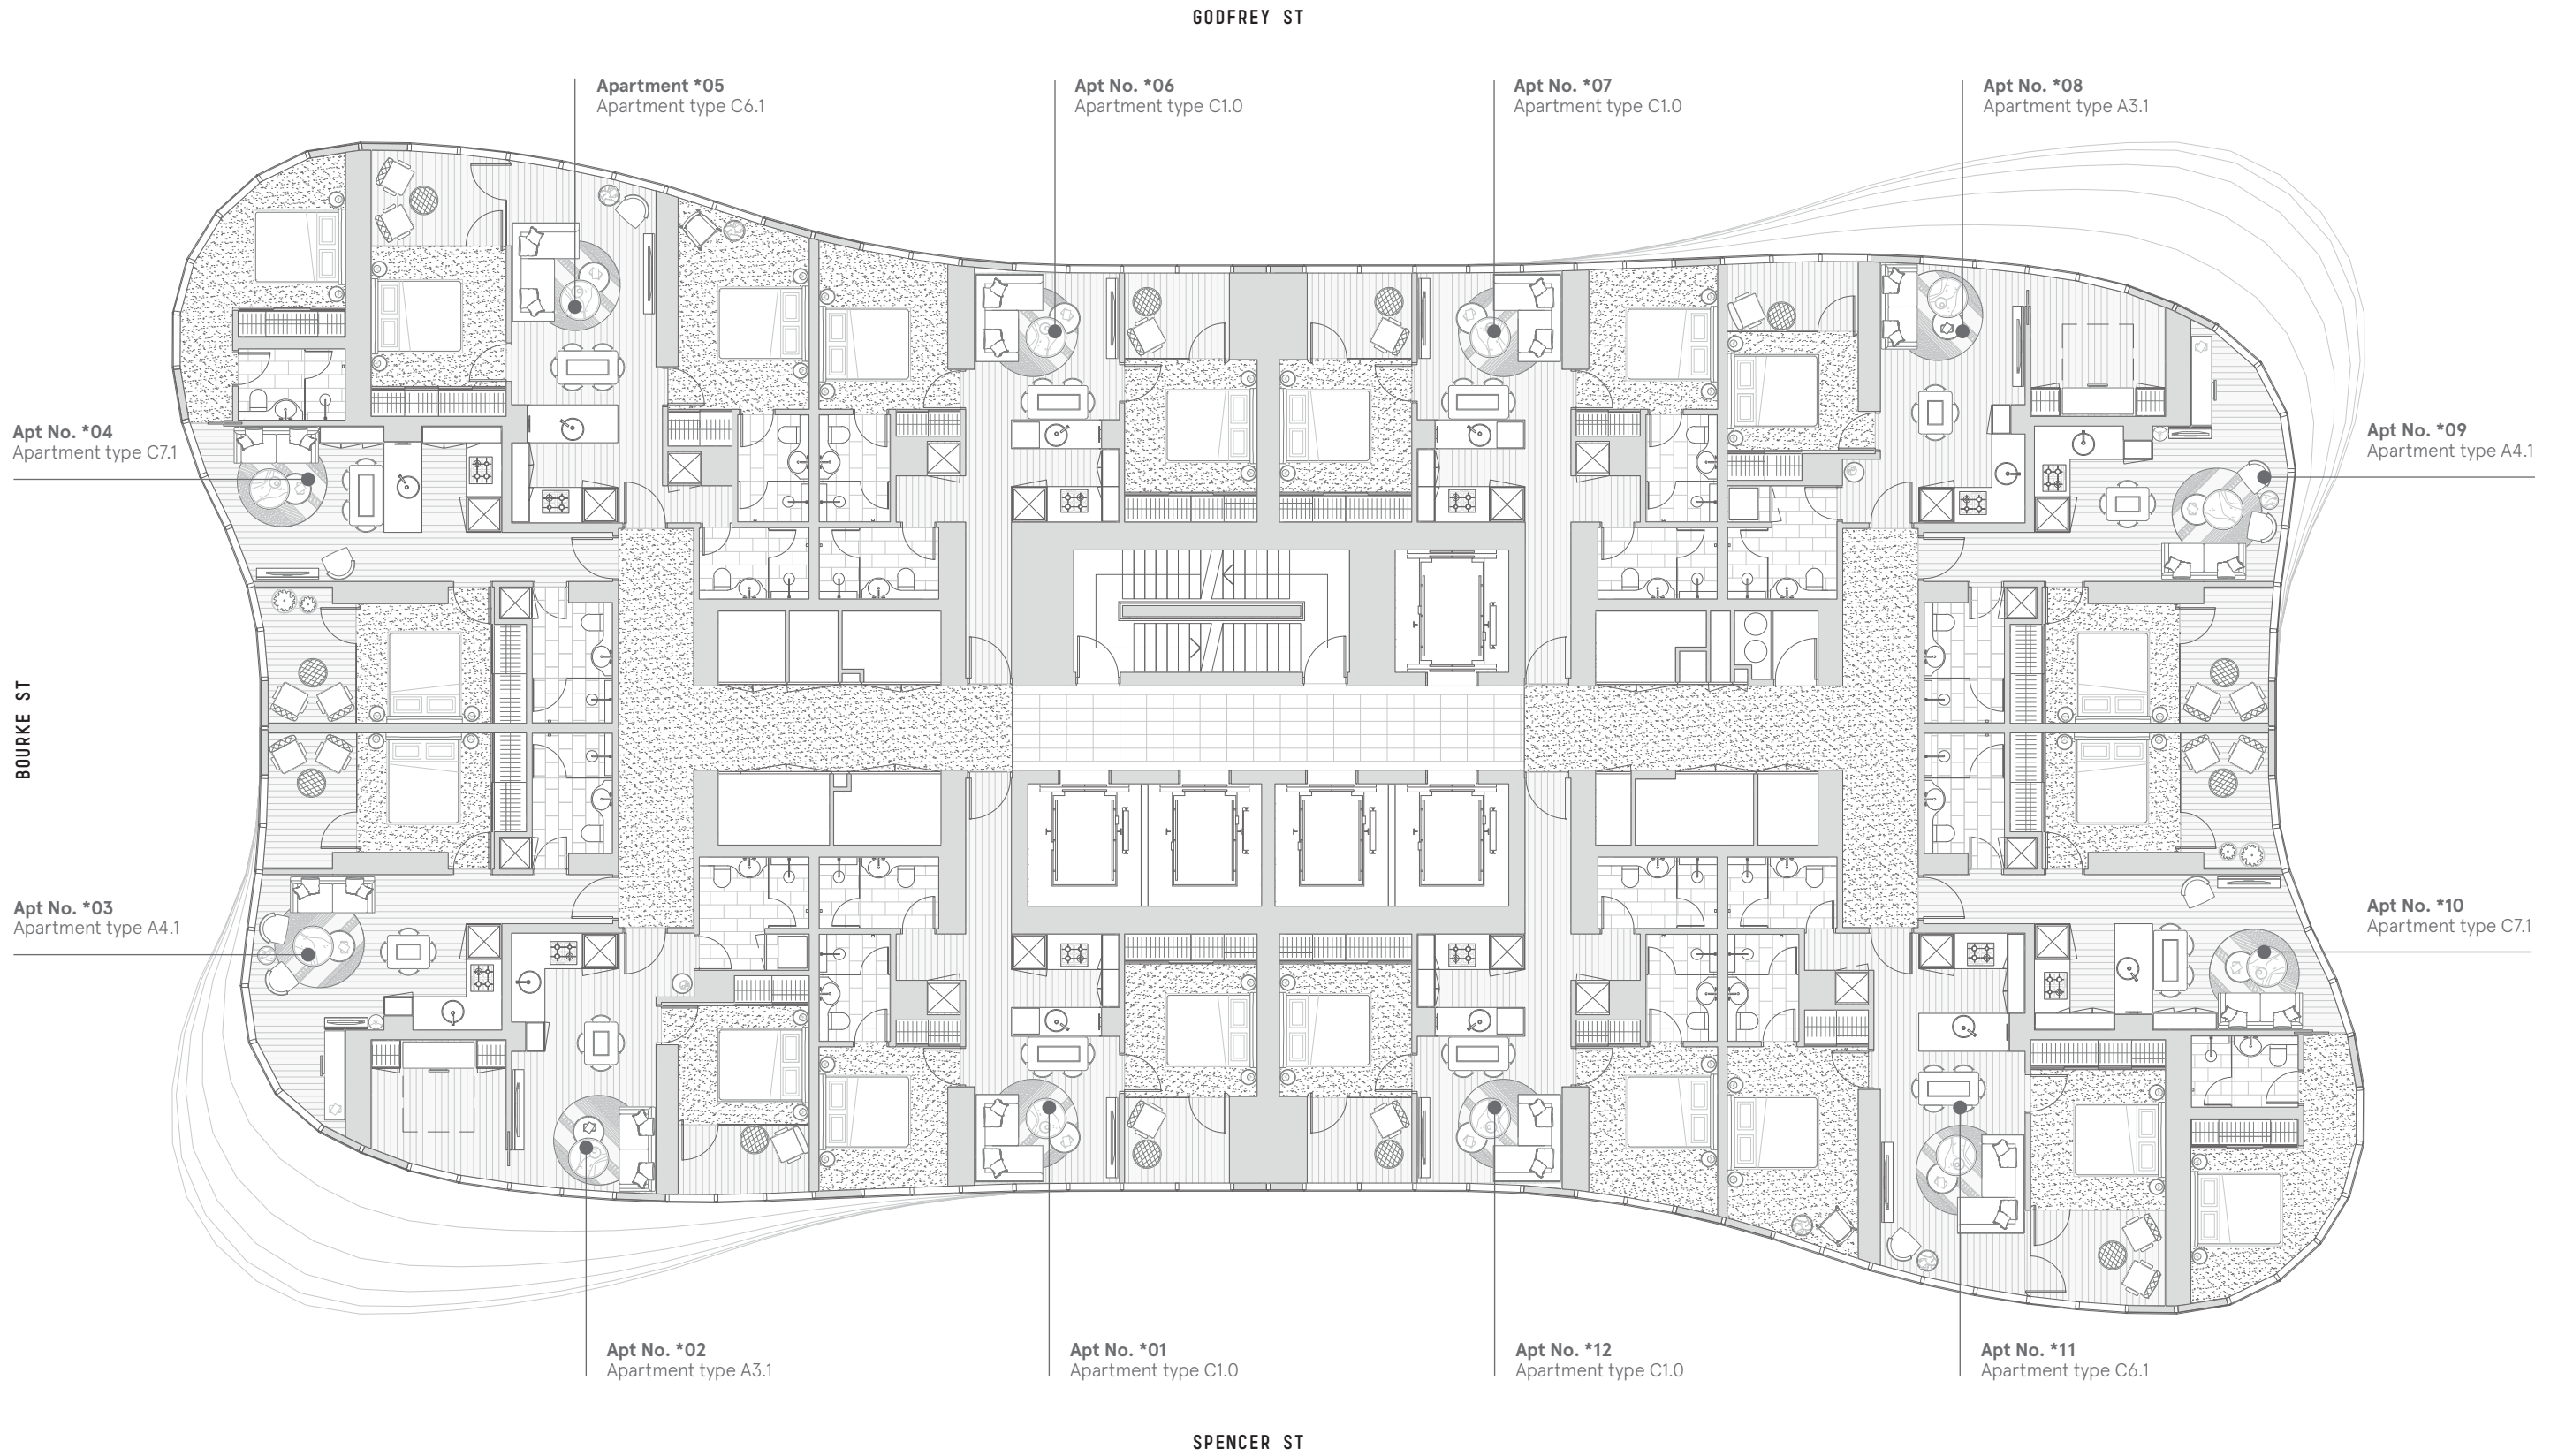 GODFREY ST
Apartment *05
Apartment type C6.1
Apt No. *06
Apartment type C1.0
Apt No. *07
Apartment type C1.0
Apt No. *08
Apartment type A3.1
Apt No. *04
Apartment type C7.1
Apt No. *09
Apartment type A4.1
BOURKE ST
Apt No. *03
Apartment type A4.1
Apt No. *10
Apartment type C7.1
Apt No. *02
Apartment type A3.1
Apt No. *01
Apartment type C1.0
Apt No. *12
Apartment type C1.0
Apt No. *11
Apartment type C6.1
SPENCER ST